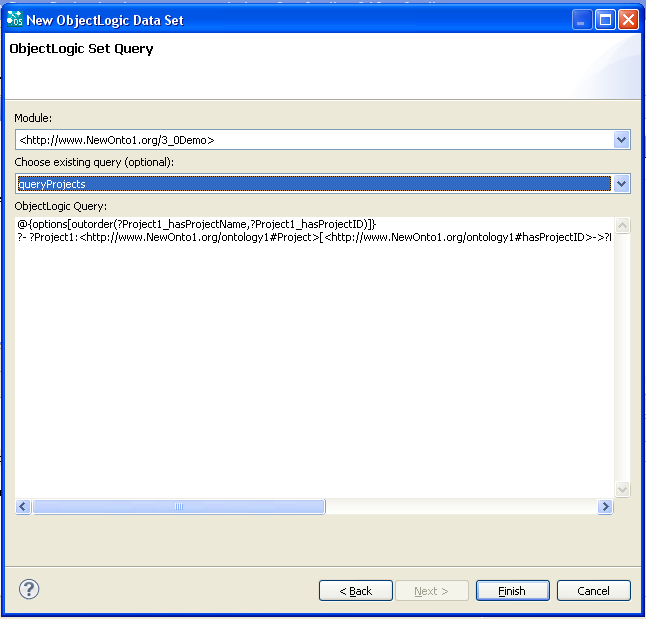 New ObjectLogic Data Set
ObjectLogic Set Query
Module:
<http://www.NewOnto1.org/3_0Demo>
Choose existing query (optional):
queryProjects
ObjectLogic Query:
@{options[outorder(?Project1_hasProjectName,?Project1_hasProjectID)]}
?- ?Project1:<http://www.NewOnto1.org/ontology1#Project>[<http://www.NewOnto1.org/ontology1#hasProjectID>->?
< Back
Next >
Finish
Cancel